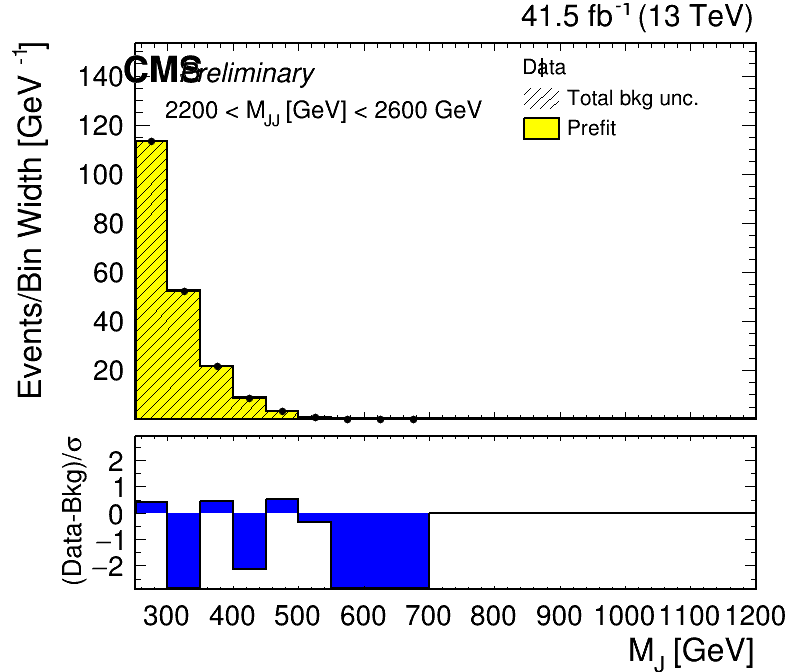 41.5 fb⁻¹ (13 TeV)
Events/Bin Width [GeV⁻¹]
CMS Preliminary
2200 < M_JJ [GeV] < 2600 GeV
Data
Total bkg unc.
Prefit
140
120
100
80
60
40
20
(Data-Bkg)/σ
2
1
0
−1
−2
300 400 500 600 700 800 900 1000 1100 1200
M_J [GeV]